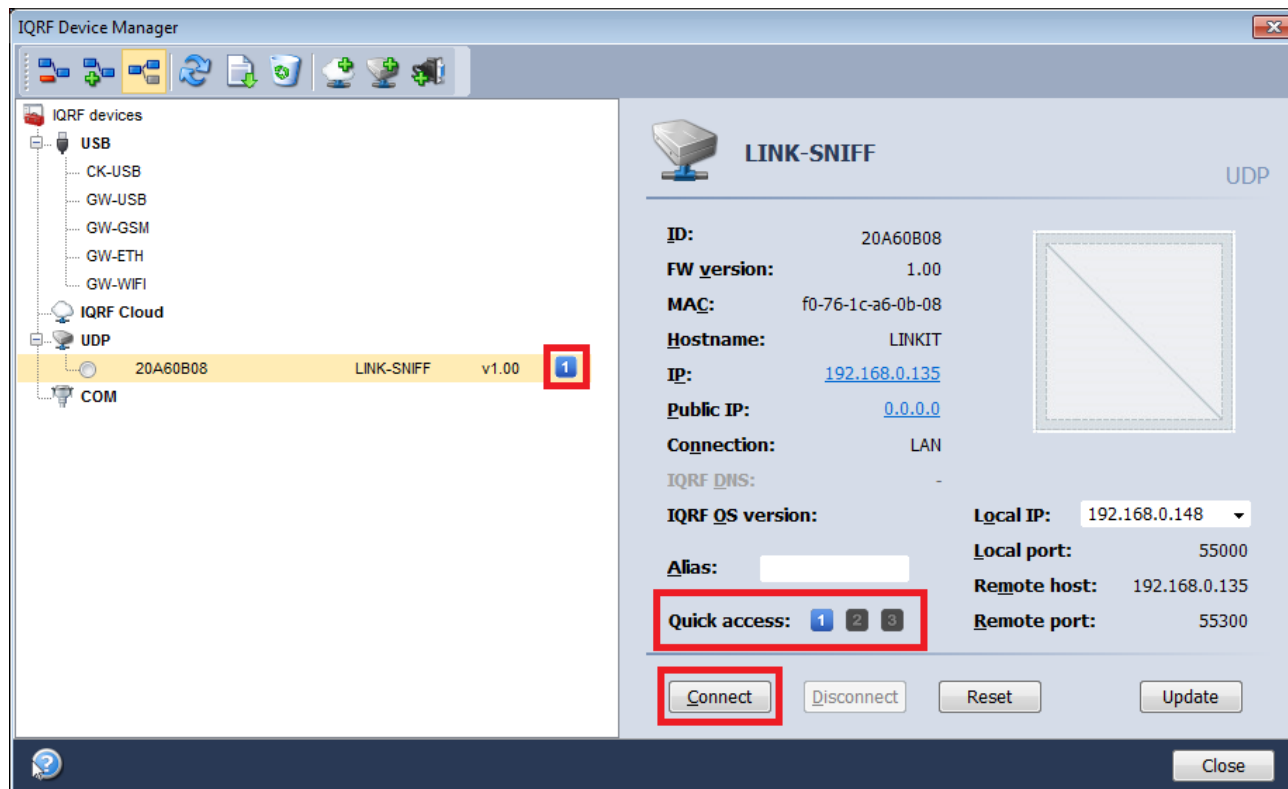 IQRF Device Manager
IQRF devices
USB
CK-USB
GW-USB
GW-GSM
GW-ETH
GW-WIFI
IQRF Cloud
UDP
20A60B08 LINK-SNIFF v1.00 1
COM
LINK-SNIFF
UDP
ID: 20A60B08
FW version: 1.00
MAC: f0-76-1c-a6-0b-08
Hostname: LINKIT
IP: 192.168.0.135
Public IP: 0.0.0.0
Connection: LAN
IQRF DNS: -
IQRF OS version:
Alias:
Quick access: 1 2 3
Local IP: 192.168.0.148
Local port: 55000
Remote host: 192.168.0.135
Remote port: 55300
Connect Disconnect Reset Update
Close